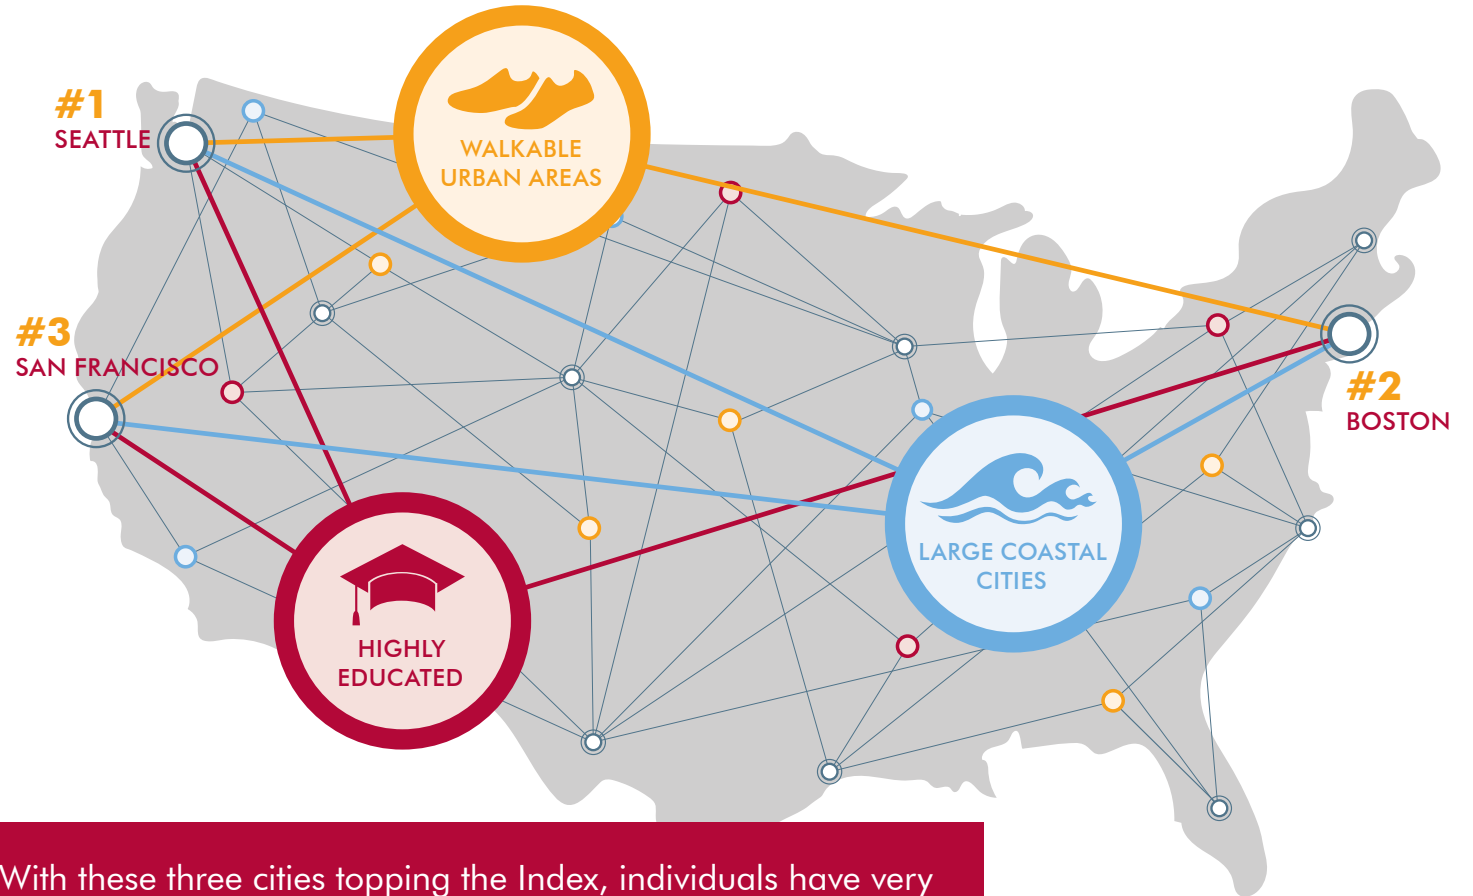 #1
SEATTLE
WALKABLE
URBAN AREAS
#3
SAN FRANCISCO
#2
BOSTON
LARGE COASTAL
CITIES
HIGHLY
EDUCATED
With these three cities topping the Index, individuals have very